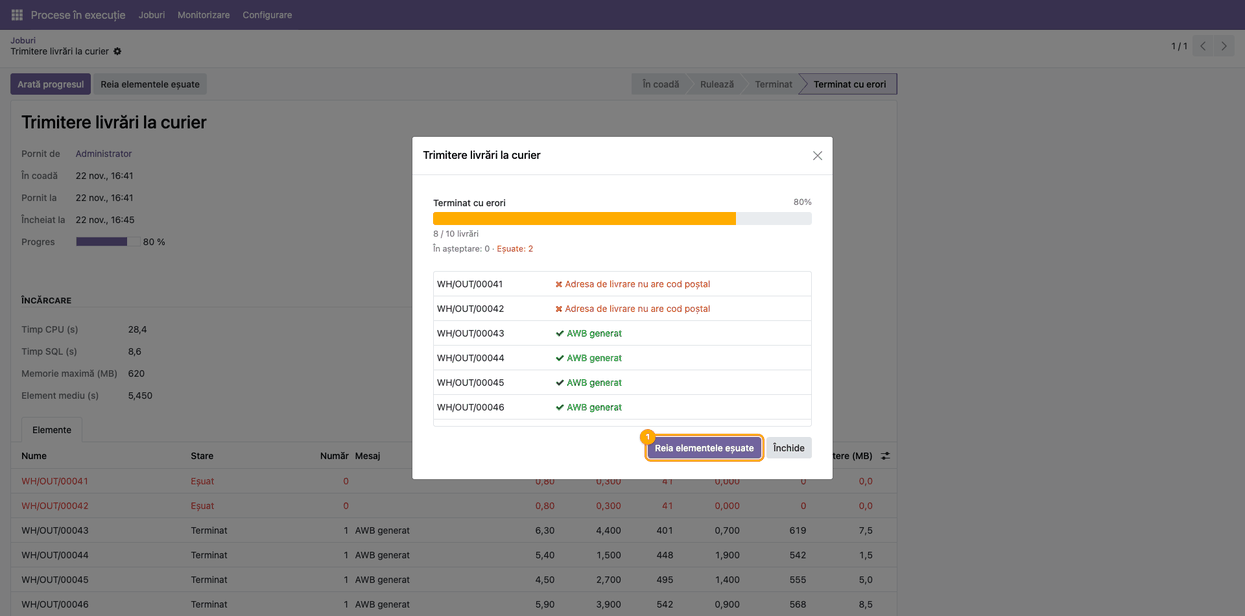 Procese în execuție Joburi Monitorizare Configurare
Joburi
Trimitere livrări la curier
1 / 1
Arată progresul Reia elementele eșuate În coadă Rulează Terminat Terminat cu erori
Trimitere livrări la curier
Pornit de Administrator
În coadă 22 nov., 16:41
Pornit la 22 nov., 16:41
Încheiat la 22 nov., 16:45
Progres 80 %
ÎNCĂRCARE
Timp CPU (s) 28,4
Timp SQL (s) 8,6
Memorie maximă (MB) 620
Element mediu (s) 5,450
Elemente
Trimitere livrări la curier
Terminat cu erori 80%
8 / 10 livrări
În așteptare: 0 · Eșuate: 2
WH/OUT/00041 Adresa de livrare nu are cod poștal
WH/OUT/00042 Adresa de livrare nu are cod poștal
WH/OUT/00043 AWB generat
WH/OUT/00044 AWB generat
WH/OUT/00045 AWB generat
WH/OUT/00046 AWB generat
1
Reia elementele eșuate Închide
Nume Stare Număr Mesaj tere (MB)
WH/OUT/00041 Eșuat 0 0,80 0,300 41 0,000 0 0,0
WH/OUT/00042 Eșuat 0 0,80 0,300 41 0,000 0 0,0
WH/OUT/00043 Terminat 1 AWB generat 6,30 4,400 401 0,700 619 7,5
WH/OUT/00044 Terminat 1 AWB generat 5,40 1,500 448 1,900 542 1,5
WH/OUT/00045 Terminat 1 AWB generat 4,50 2,700 495 1,400 555 5,0
WH/OUT/00046 Terminat 1 AWB generat 5,90 3,900 542 0,900 568 8,5